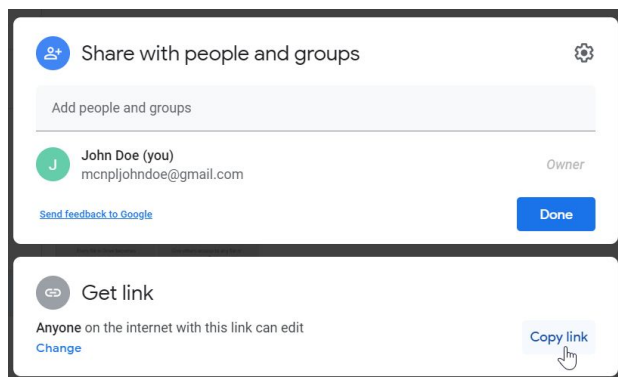 Share with people and groups
Add people and groups
J
John Doe (you)
mcnpljohndoe@gmail.com
Owner
Send feedback to Google
Done
Get link
Anyone on the internet with this link can edit
Change
Copy link